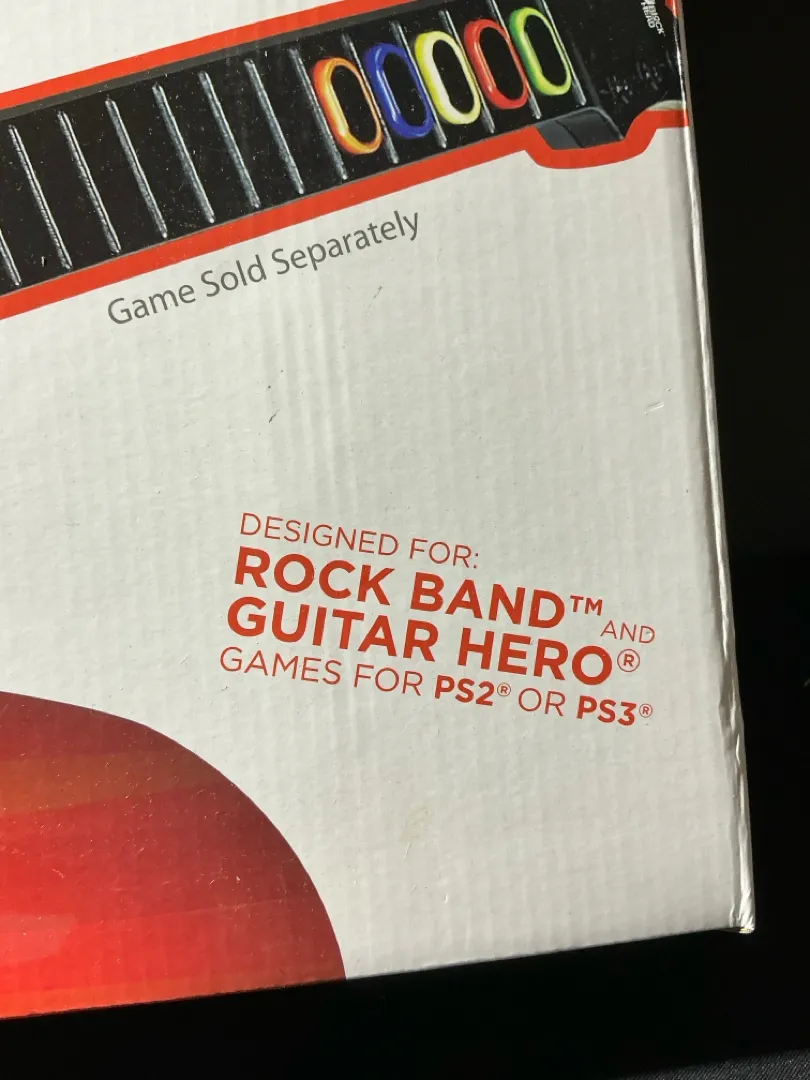 Game Sold Separately
DESIGNED FOR:
ROCK BAND™ AND
GUITAR HERO®
GAMES FOR PS2® OR PS3®